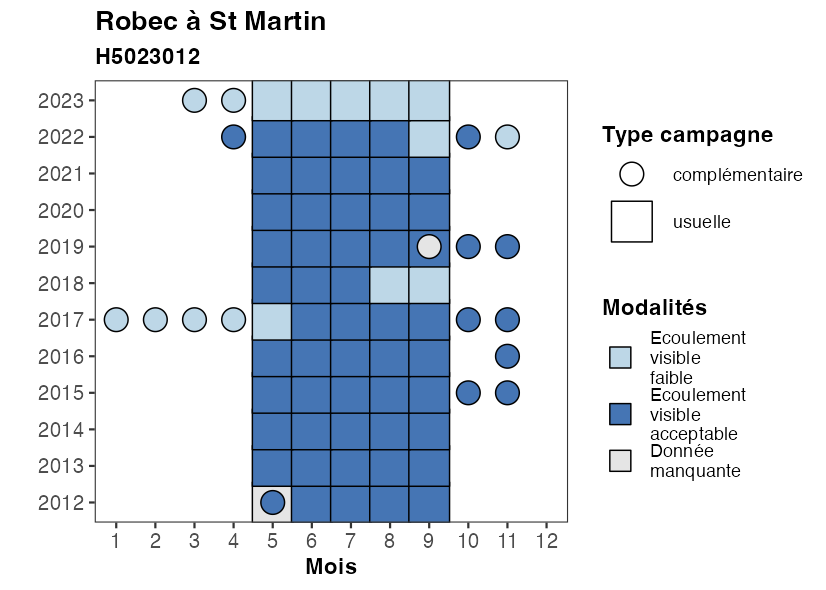 Robec à St Martin
H5023012
2023
2022
2021
2020
2019
2018
2017
2016
2015
2014
2013
2012
1 2 3 4 5 6 7 8 9 10 11 12
Mois
Type campagne
complémentaire
usuelle
Modalités
Ecoulement
visible
faible
Ecoulement
visible
acceptable
Donnée
manquante